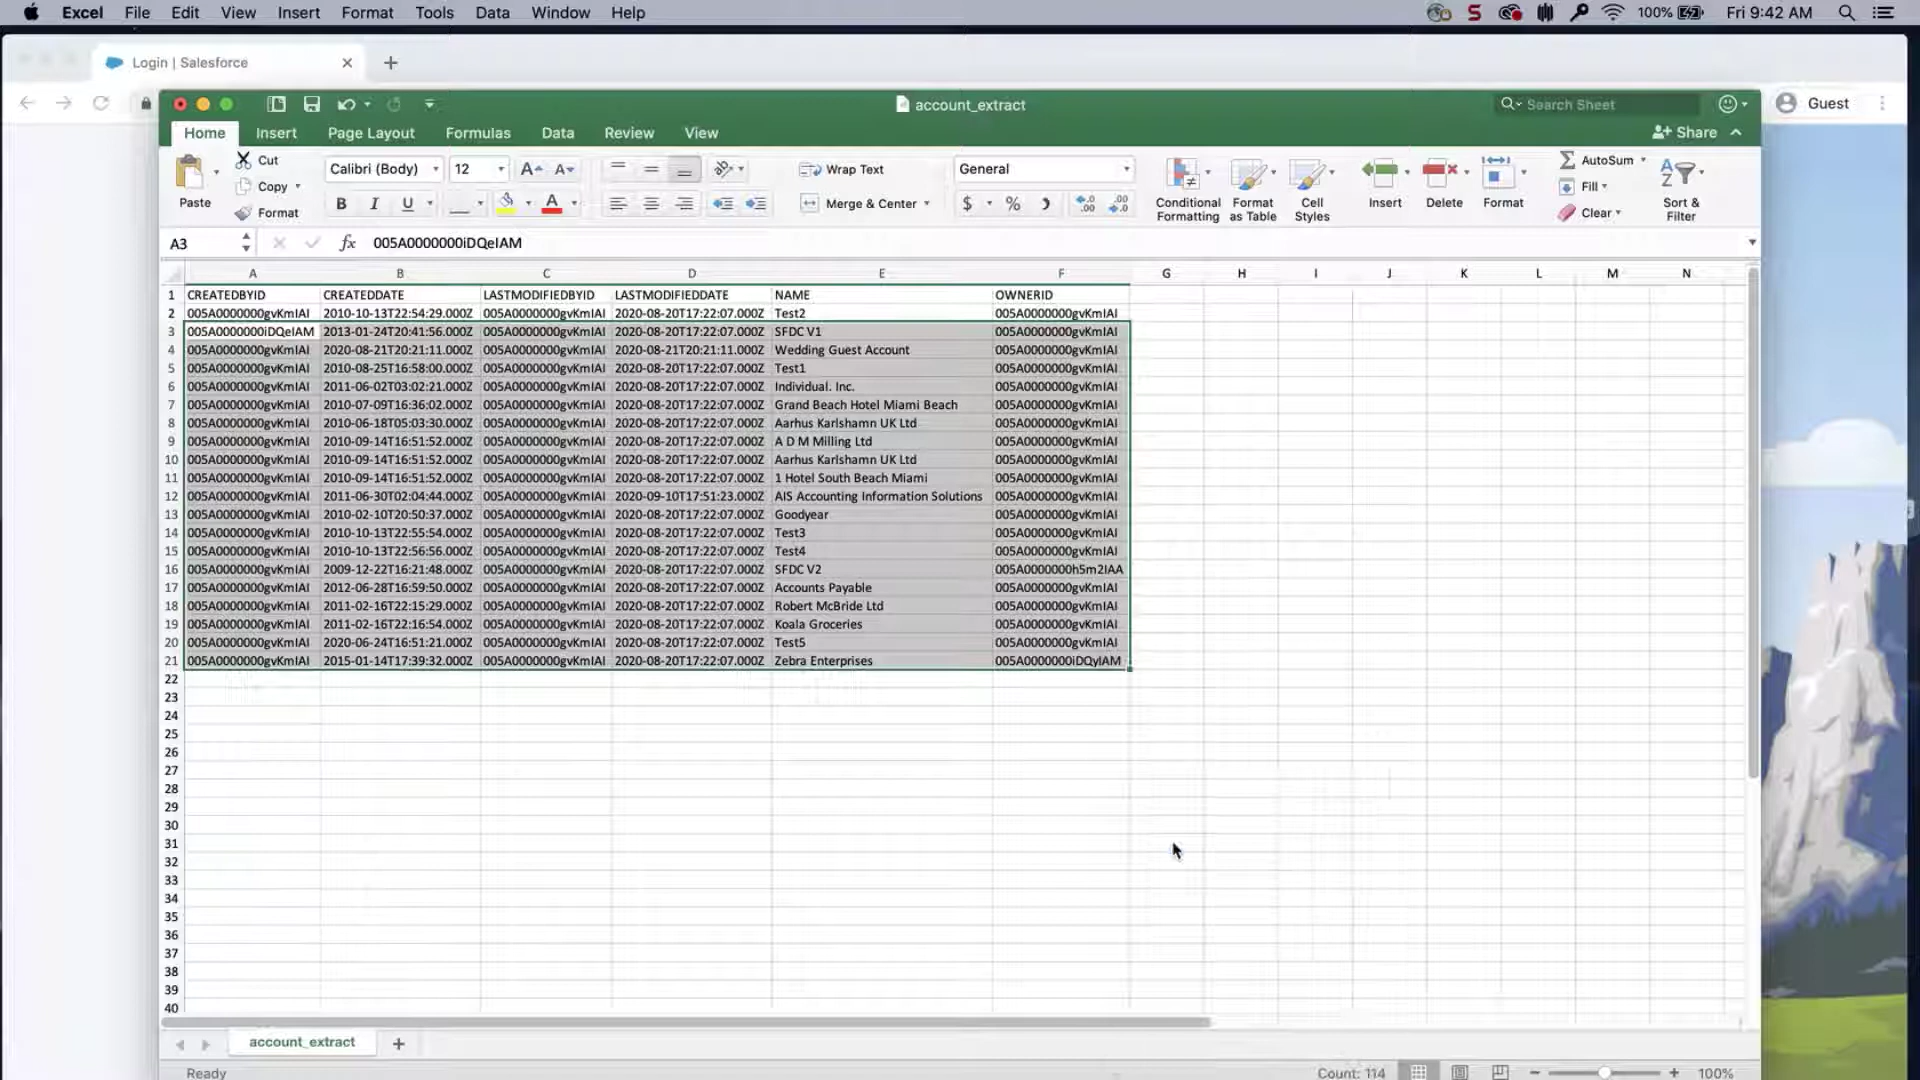 Excel File Edit View Insert Format Tools Data Window Help 100% Fri 9:42 AM
Login | Salesforce
account_extract Search Sheet Guest
Home Insert Page Layout Formulas Data Review View Share
Paste Cut Calibri (Body) 12 Wrap Text General Conditional Formatting Format as Table Cell Styles Insert Delete Format AutoSum Sort & Filter
Copy Fill
Format B I U Merge & Center $ % Clear
A3 fx 005A0000000iDQeIAM
A B C D E F G H I J K L M N
1 CREATEDBYID CREATEDDATE LASTMODIFIEDBYID LASTMODIFIEDDATE NAME OWNERID
2 005A0000000gvKmIAI 2010-10-13T22:54:29.000Z 005A0000000gvKmIAI 2020-08-20T17:22:07.000Z Test2 005A0000000gvKmIAI
3 005A0000000iDQeIAM 2013-01-24T20:41:56.000Z 005A0000000gvKmIAI 2020-08-20T17:22:07.000Z SFDC V1 005A0000000gvKmIAI
4 005A0000000gvKmIAI 2020-08-21T20:21:11.000Z 005A0000000gvKmIAI 2020-08-21T20:21:11.000Z Wedding Guest Account 005A0000000gvKmIAI
5 005A0000000gvKmIAI 2010-08-25T16:58:00.000Z 005A0000000gvKmIAI 2020-08-20T17:22:07.000Z Test1 005A0000000gvKmIAI
6 005A0000000gvKmIAI 2011-06-02T03:02:21.000Z 005A0000000gvKmIAI 2020-08-20T17:22:07.000Z Individual. Inc. 005A0000000gvKmIAI
7 005A0000000gvKmIAI 2010-07-09T16:36:02.000Z 005A0000000gvKmIAI 2020-08-20T17:22:07.000Z Grand Beach Hotel Miami Beach 005A0000000gvKmIAI
8 005A0000000gvKmIAI 2010-06-18T05:03:30.000Z 005A0000000gvKmIAI 2020-08-20T17:22:07.000Z Aarhus Karlshamn UK Ltd 005A0000000gvKmIAI
9 005A0000000gvKmIAI 2010-09-14T16:51:52.000Z 005A0000000gvKmIAI 2020-08-20T17:22:07.000Z A D M Milling Ltd 005A0000000gvKmIAI
10 005A0000000gvKmIAI 2010-09-14T16:51:52.000Z 005A0000000gvKmIAI 2020-08-20T17:22:07.000Z Aarhus Karlshamn UK Ltd 005A0000000gvKmIAI
11 005A0000000gvKmIAI 2010-09-14T16:51:52.000Z 005A0000000gvKmIAI 2020-08-20T17:22:07.000Z 1 Hotel South Beach Miami 005A0000000gvKmIAI
12 005A0000000gvKmIAI 2011-06-30T02:04:44.000Z 005A0000000gvKmIAI 2020-09-10T17:51:23.000Z AIS Accounting Information Solutions 005A0000000gvKmIAI
13 005A0000000gvKmIAI 2010-02-10T20:50:37.000Z 005A0000000gvKmIAI 2020-08-20T17:22:07.000Z Goodyear 005A0000000gvKmIAI
14 005A0000000gvKmIAI 2010-10-13T22:55:54.000Z 005A0000000gvKmIAI 2020-08-20T17:22:07.000Z Test3 005A0000000gvKmIAI
15 005A0000000gvKmIAI 2010-10-13T22:56:56.000Z 005A0000000gvKmIAI 2020-08-20T17:22:07.000Z Test4 005A0000000gvKmIAI
16 005A0000000gvKmIAI 2009-12-22T16:21:48.000Z 005A0000000gvKmIAI 2020-08-20T17:22:07.000Z SFDC V2 005A0000000h5m2IAA
17 005A0000000gvKmIAI 2012-06-28T16:59:50.000Z 005A0000000gvKmIAI 2020-08-20T17:22:07.000Z Accounts Payable 005A0000000gvKmIAI
18 005A0000000gvKmIAI 2011-02-16T22:15:29.000Z 005A0000000gvKmIAI 2020-08-20T17:22:07.000Z Robert McBride Ltd 005A0000000gvKmIAI
19 005A0000000gvKmIAI 2011-02-16T22:16:54.000Z 005A0000000gvKmIAI 2020-08-20T17:22:07.000Z Koala Groceries 005A0000000gvKmIAI
20 005A0000000gvKmIAI 2020-06-24T16:51:21.000Z 005A0000000gvKmIAI 2020-08-20T17:22:07.000Z Test5 005A0000000gvKmIAI
21 005A0000000gvKmIAI 2015-01-14T17:39:32.000Z 005A0000000gvKmIAI 2020-08-20T17:22:07.000Z Zebra Enterprises 005A0000000iDQyIAM
22
23
24
25
26
27
28
29
30
31
32
33
34
35
36
37
38
39
40
account_extract
Ready Count: 114 100%